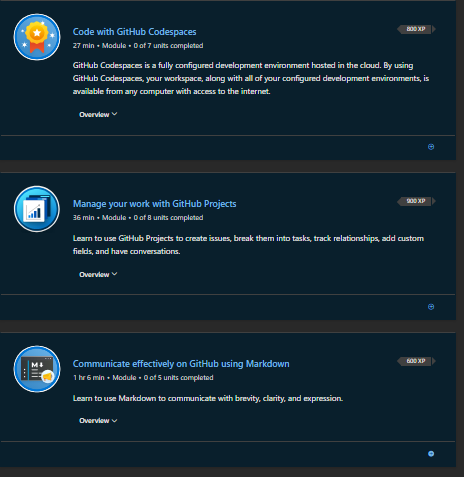 Code with GitHub Codespaces
800 XP
27 min • Module • 0 of 7 units completed
GitHub Codespaces is a fully configured development environment hosted in the cloud. By using
GitHub Codespaces, your workspace, along with all of your configured development environments, is
available from any computer with access to the internet.
Overview
Manage your work with GitHub Projects
900 XP
36 min • Module • 0 of 8 units completed
Learn to use GitHub Projects to create issues, break them into tasks, track relationships, add custom
fields, and have conversations.
Overview
Communicate effectively on GitHub using Markdown
600 XP
1 hr 6 min • Module • 0 of 5 units completed
Learn to use Markdown to communicate with brevity, clarity, and expression.
Overview